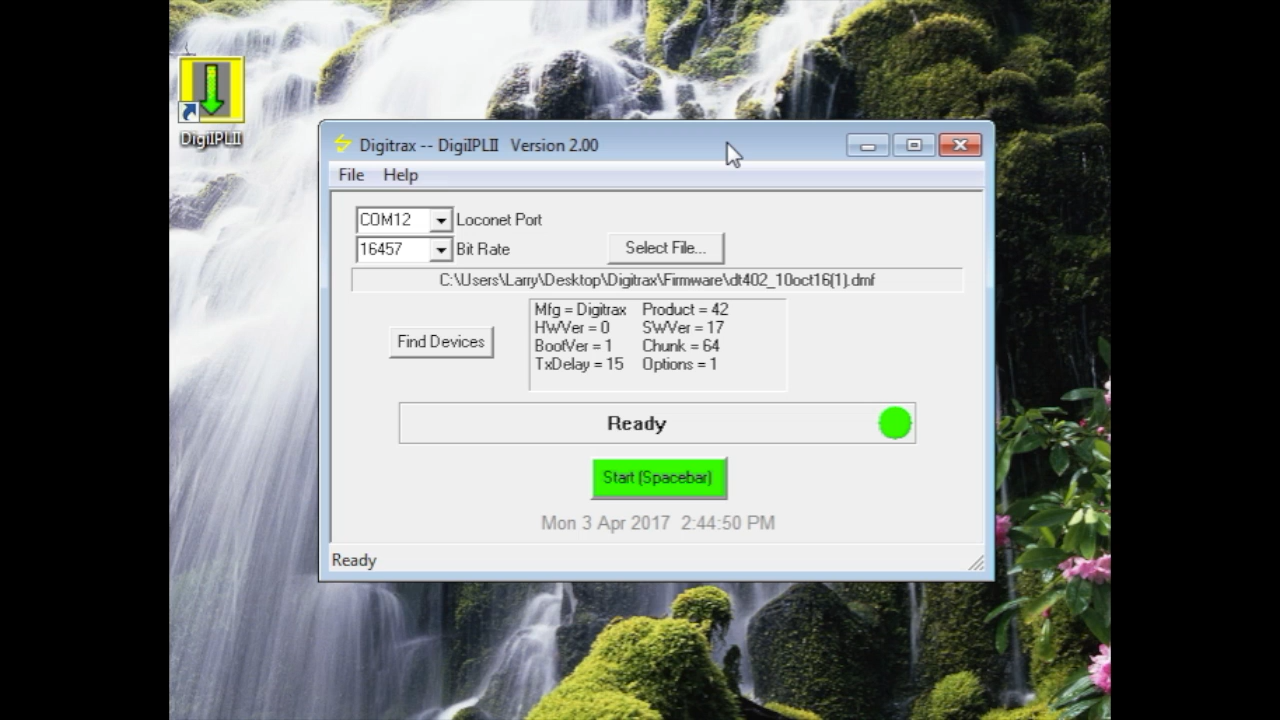 DigiIPLII
Digitrax -- DigiIPLII Version 2.00
File Help
COM12 Loconet Port
16457 Bit Rate
Select File...
C:\Users\Larry\Desktop\Digitrax\Firmware\dt402_10oct16(1).dmf
Find Devices
Mfg = Digitrax Product = 42
HWVer = 0 SWVer = 17
BootVer = 1 Chunk = 64
TxDelay = 15 Options = 1
Ready
Start (Spacebar)
Mon 3 Apr 2017 2:44:50 PM
Ready